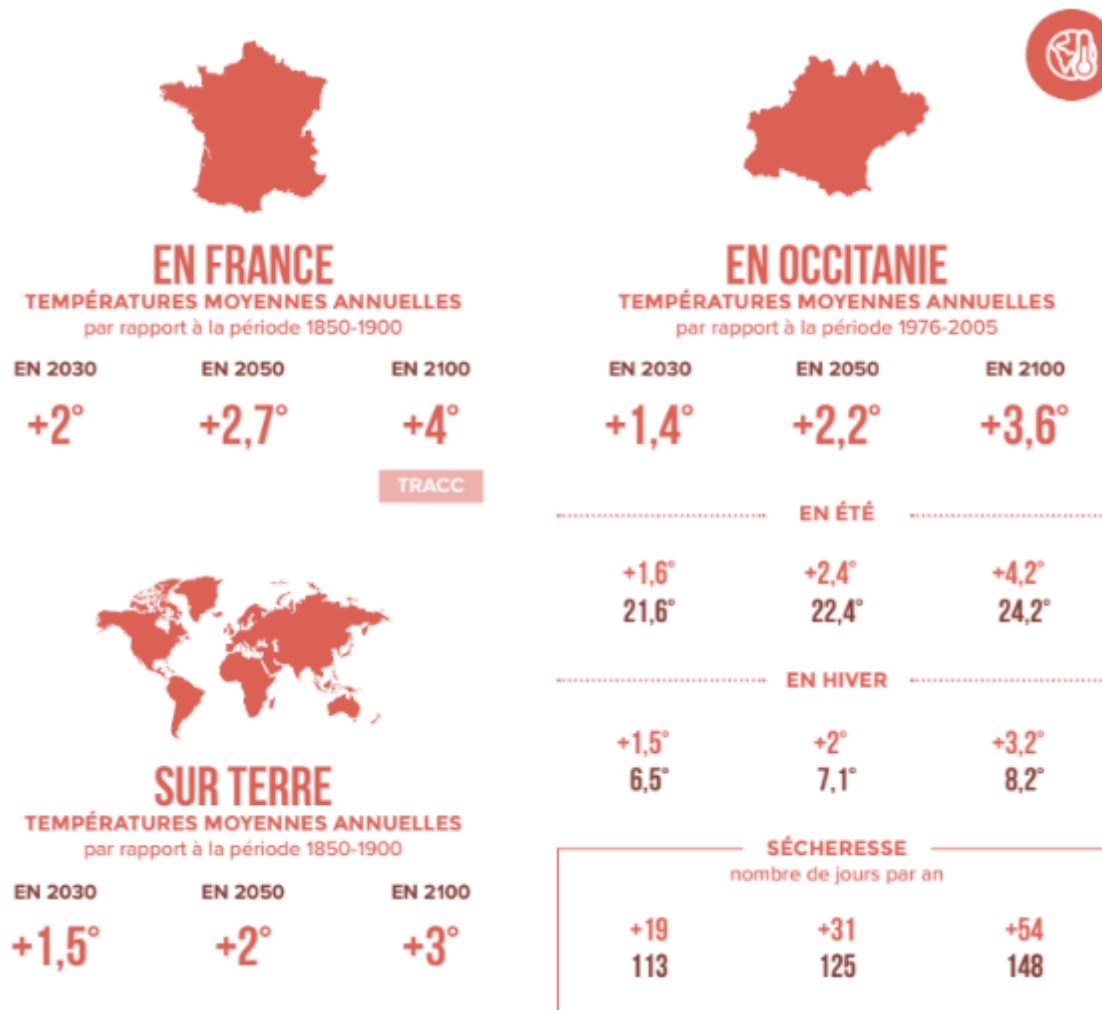 EN FRANCE
TEMPÉRATURES MOYENNES ANNUELLES
par rapport à la période 1850-1900
EN 2030 EN 2050 EN 2100
+2° +2,7° +4°
TRACC
SUR TERRE
TEMPÉRATURES MOYENNES ANNUELLES
par rapport à la période 1850-1900
EN 2030 EN 2050 EN 2100
+1,5° +2° +3°
EN OCCITANIE
TEMPÉRATURES MOYENNES ANNUELLES
par rapport à la période 1976-2005
EN 2030 EN 2050 EN 2100
+1,4° +2,2° +3,6°
EN ÉTÉ
+1,6° +2,4° +4,2°
21,6° 22,4° 24,2°
EN HIVER
+1,5° +2° +3,2°
6,5° 7,1° 8,2°
SÉCHERESSE
nombre de jours par an
+19 +31 +54
113 125 148